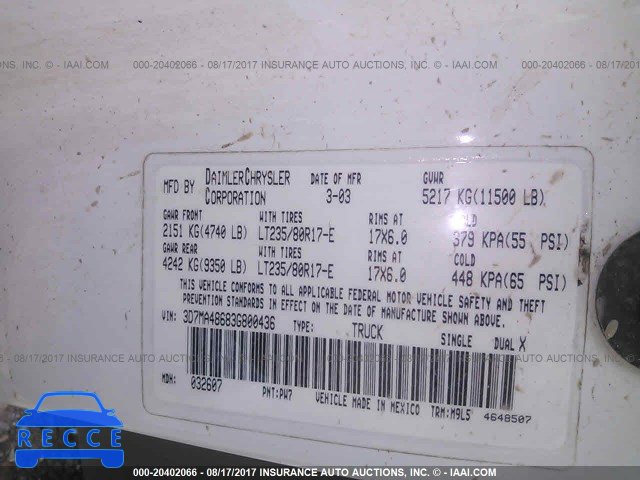 AUCTIONS, INC. - © IAAI.COM 000-20402066 - 08/17/2017 INSURANCE AUTO AUCTIONS, INC. - © IAAI.COM 000-20402066
MFD BY DAIMLERCHRYSLER CORPORATION DATE OF MFR 3-03 GVWR 5217 KG(11500 LB)
GAWR FRONT WITH TIRES RIMS AT COLD
2151 KG(4740 LB) LT235/80R17-E 17X6.0 379 KPA(55 PSI)
GAWR REAR WITH TIRES RIMS AT COLD
4242 KG(9350 LB) LT235/80R17-E 17X6.0 448 KPA(65 PSI)
THIS VEHICLE CONFORMS TO ALL APPLICABLE FEDERAL MOTOR VEHICLE SAFETY AND THEFT
PREVENTION STANDARDS IN EFFECT ON THE DATE OF MANUFACTURE SHOWN ABOVE.
VIN: 3D7MA48683G800436 TYPE: TRUCK SINGLE DUAL X
MDH: 032607 PNT:PW7 VEHICLE MADE IN MEXICO TRM:M9L5 4648507
RECCE
000-20402066 - 08/17/2017 INSURANCE AUTO AUCTIONS, INC. - © IAAI.COM